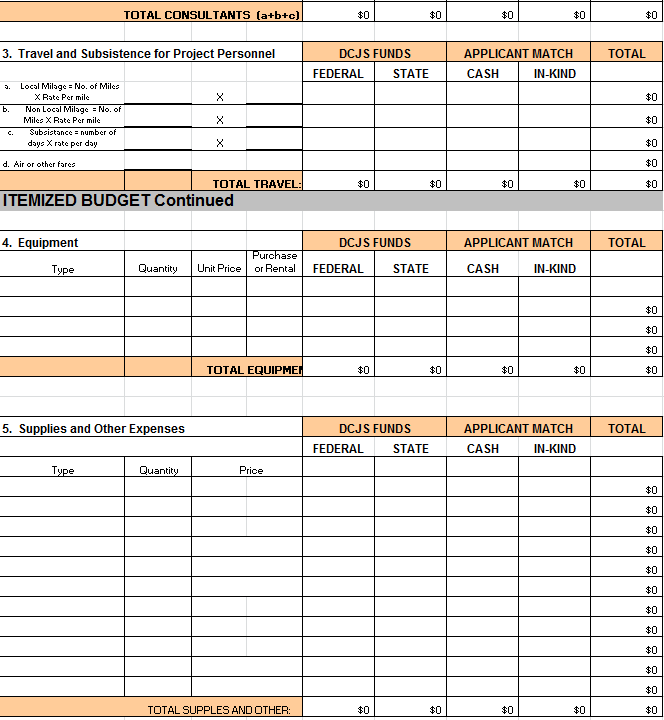 TOTAL CONSULTANTS (a+b+c) $0 $0 $0 $0 $0
3. Travel and Subsistence for Project Personnel DCJS FUNDS APPLICANT MATCH TOTAL
FEDERAL STATE CASH IN-KIND
a. Local Milage = No. of Miles
X Rate Per mile X $0
b. Non Local Milage = No. of
Miles X Rate Per Mile X $0
c. Subsistance = number of
days X rate per day X $0
d. Air or other fares $0
TOTAL TRAVEL: $0 $0 $0 $0 $0
ITEMIZED BUDGET Continued
4. Equipment DCJS FUNDS APPLICANT MATCH TOTAL
Type Quantity Unit Price Purchase
or Rental FEDERAL STATE CASH IN-KIND
$0
$0
$0
TOTAL EQUIPMEN $0 $0 $0 $0 $0
5. Supplies and Other Expenses DCJS FUNDS APPLICANT MATCH TOTAL
FEDERAL STATE CASH IN-KIND
Type Quantity Price
$0
$0
$0
$0
$0
$0
$0
$0
$0
$0
$0
TOTAL SUPPLES AND OTHER: $0 $0 $0 $0 $0